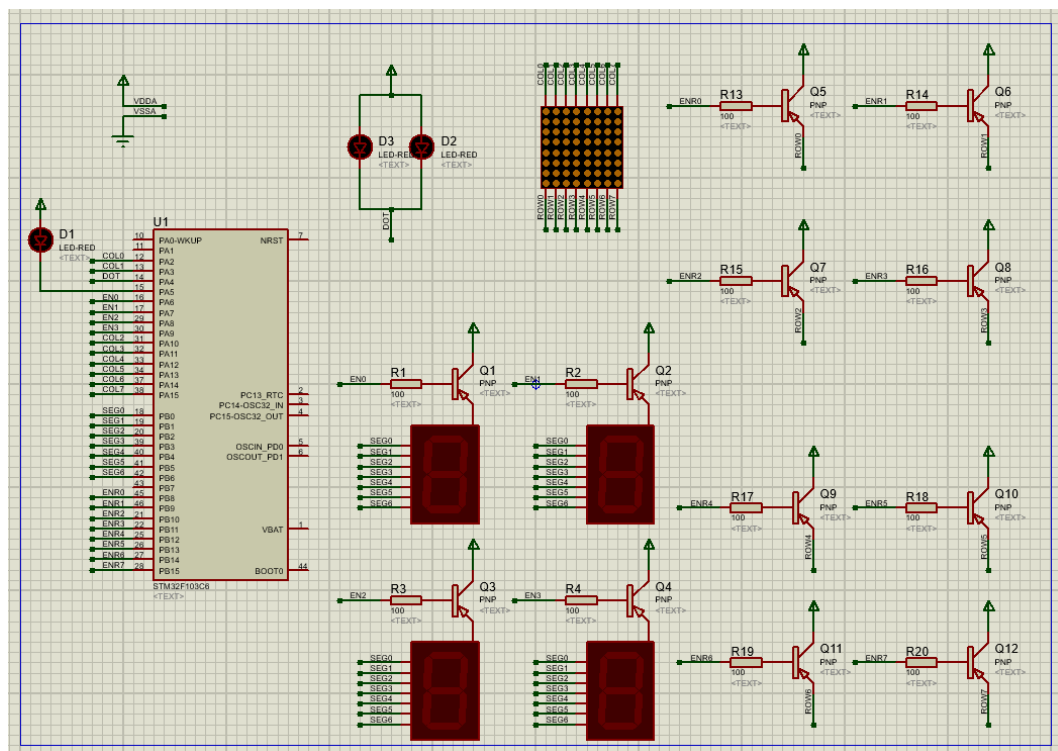 VDDA
VSSA
D3
LED-RED
<TEXT>
D2
LED-RED
<TEXT>
DOT
COL0
COL1
ROW0
ROW1
ROW2
ROW3
ROW4
ROW5
ROW6
ROW7
ENR0
R13
100
<TEXT>
Q5
PNP
<TEXT>
ROW0
ENR1
R14
100
<TEXT>
Q6
PNP
<TEXT>
ROW1
ENR2
R15
100
<TEXT>
Q7
PNP
<TEXT>
ROW2
ENR3
R16
100
<TEXT>
Q8
PNP
<TEXT>
ROW3
D1
LED-RED
<TEXT>
U1
COL0 12 PA2
COL1 13 PA3
DOT 14 PA4
15 PA5
EN0 16 PA6
EN1 17 PA7
EN2 29 PA8
EN3 30 PA9
COL2 31 PA10
COL3 32 PA11
COL4 33 PA12
COL5 34 PA13
COL6 37 PA14
COL7 38 PA15
SEG0 18 PB0
SEG1 19 PB1
SEG2 20 PB2
SEG3 39 PB3
SEG4 40 PB4
SEG5 41 PB5
SEG6 42 PB6
43 PB7
ENR0 45 PB8
ENR1 46 PB9
ENR2 21 PB10
ENR3 22 PB11
ENR4 25 PB12
ENR5 26 PB13
ENR6 27 PB14
ENR7 28 PB15
10 PA0-WKUP
11 PA1
NRST 7
PC13_RTC 2
PC14-OSC32_IN 3
PC15-OSC32_OUT 4
OSCIN_PD0 5
OSCOUT_PD1 6
VBAT 1
BOOT0 44
STM32F103C6
<TEXT>
EN0
R1
100
<TEXT>
Q1
PNP
<TEXT>
SEG0
SEG1
SEG2
SEG3
SEG4
SEG5
SEG6
EN1
R2
100
<TEXT>
Q2
PNP
<TEXT>
SEG0
SEG1
SEG2
SEG3
SEG4
SEG5
SEG6
ENR4
R17
100
<TEXT>
Q9
PNP
<TEXT>
ROW4
ENR5
R18
100
<TEXT>
Q10
PNP
<TEXT>
ROW5
EN2
R3
100
<TEXT>
Q3
PNP
<TEXT>
SEG0
SEG1
SEG2
SEG3
SEG4
SEG5
SEG6
EN3
R4
100
<TEXT>
Q4
PNP
<TEXT>
SEG0
SEG1
SEG2
SEG3
SEG4
SEG5
SEG6
ENR6
R19
100
<TEXT>
Q11
PNP
<TEXT>
ROW6
ENR7
R20
100
<TEXT>
Q12
PNP
<TEXT>
ROW7